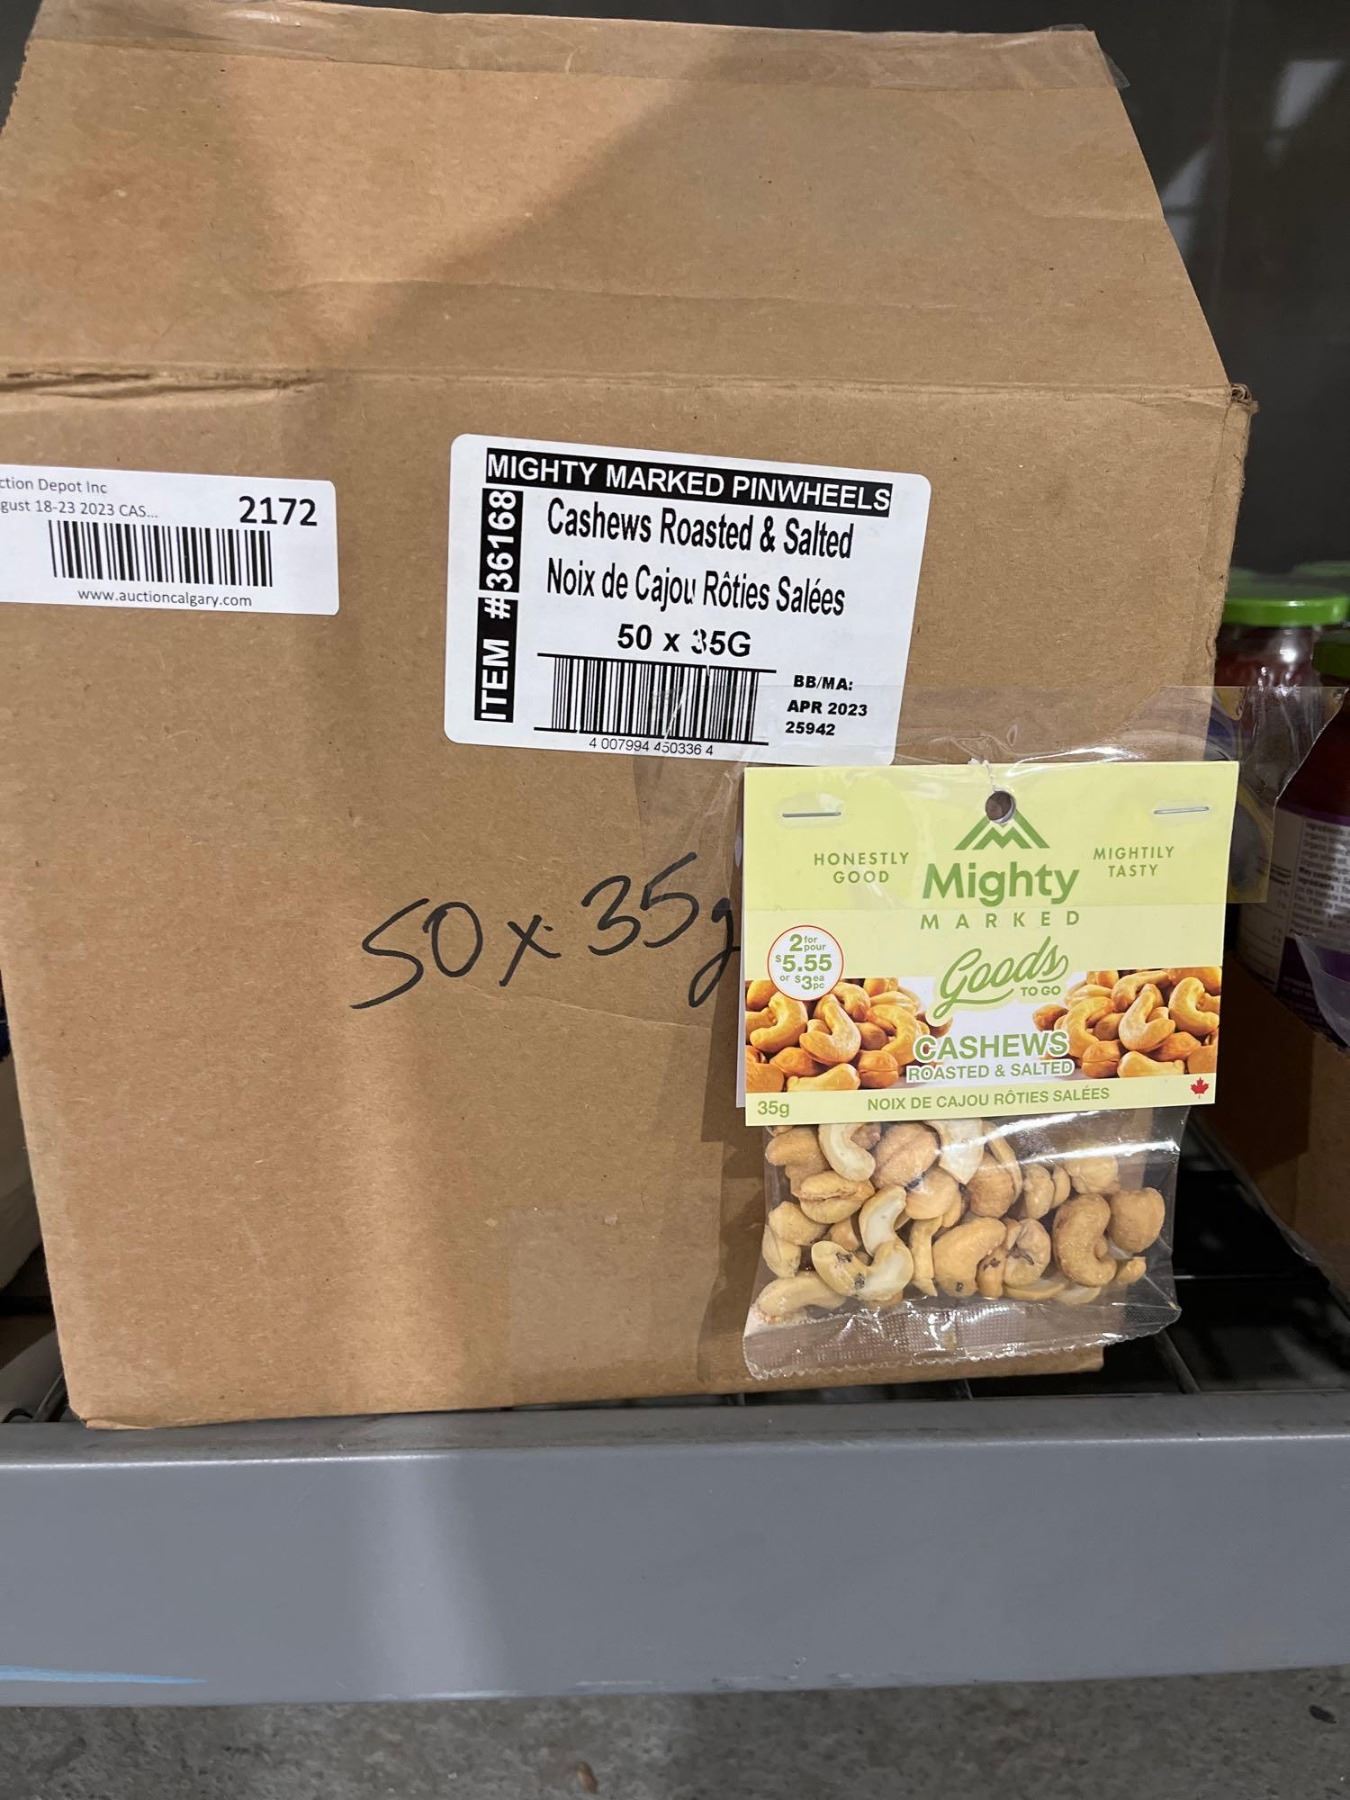 ction Depot Inc
gust 18-23 2023 CAS...
2172
www.auctioncalgary.com
MIGHTY MARKED PINWHEELS
ITEM #36168
Cashews Roasted & Salted
Noix de Cajou Rôties Salées
50 x 35G
BB/MA:
APR 2023
25942
4 007994 450336 4
50 x 35g
HONESTLY
GOOD
Mighty
MARKED
MIGHTILY
TASTY
2 for pour
$5.55
or $3 ea pc
Goods
TO GO
CASHEWS
ROASTED & SALTED
35g
NOIX DE CAJOU RÔTIES SALÉES